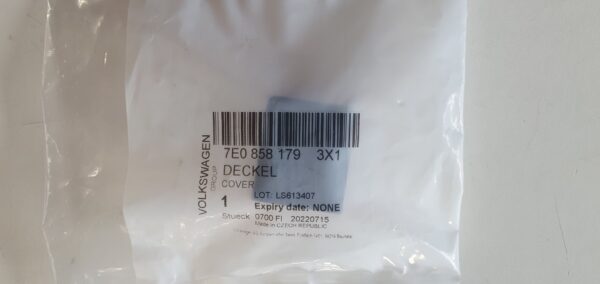 7E0 858 179 3X1
DECKEL
COVER
VOLKSWAGEN
GROUP
LOT: LS613407
1 Expiry date: NONE
Stueck 0700 FI 20220715
Made in CZECH REPUBLIC